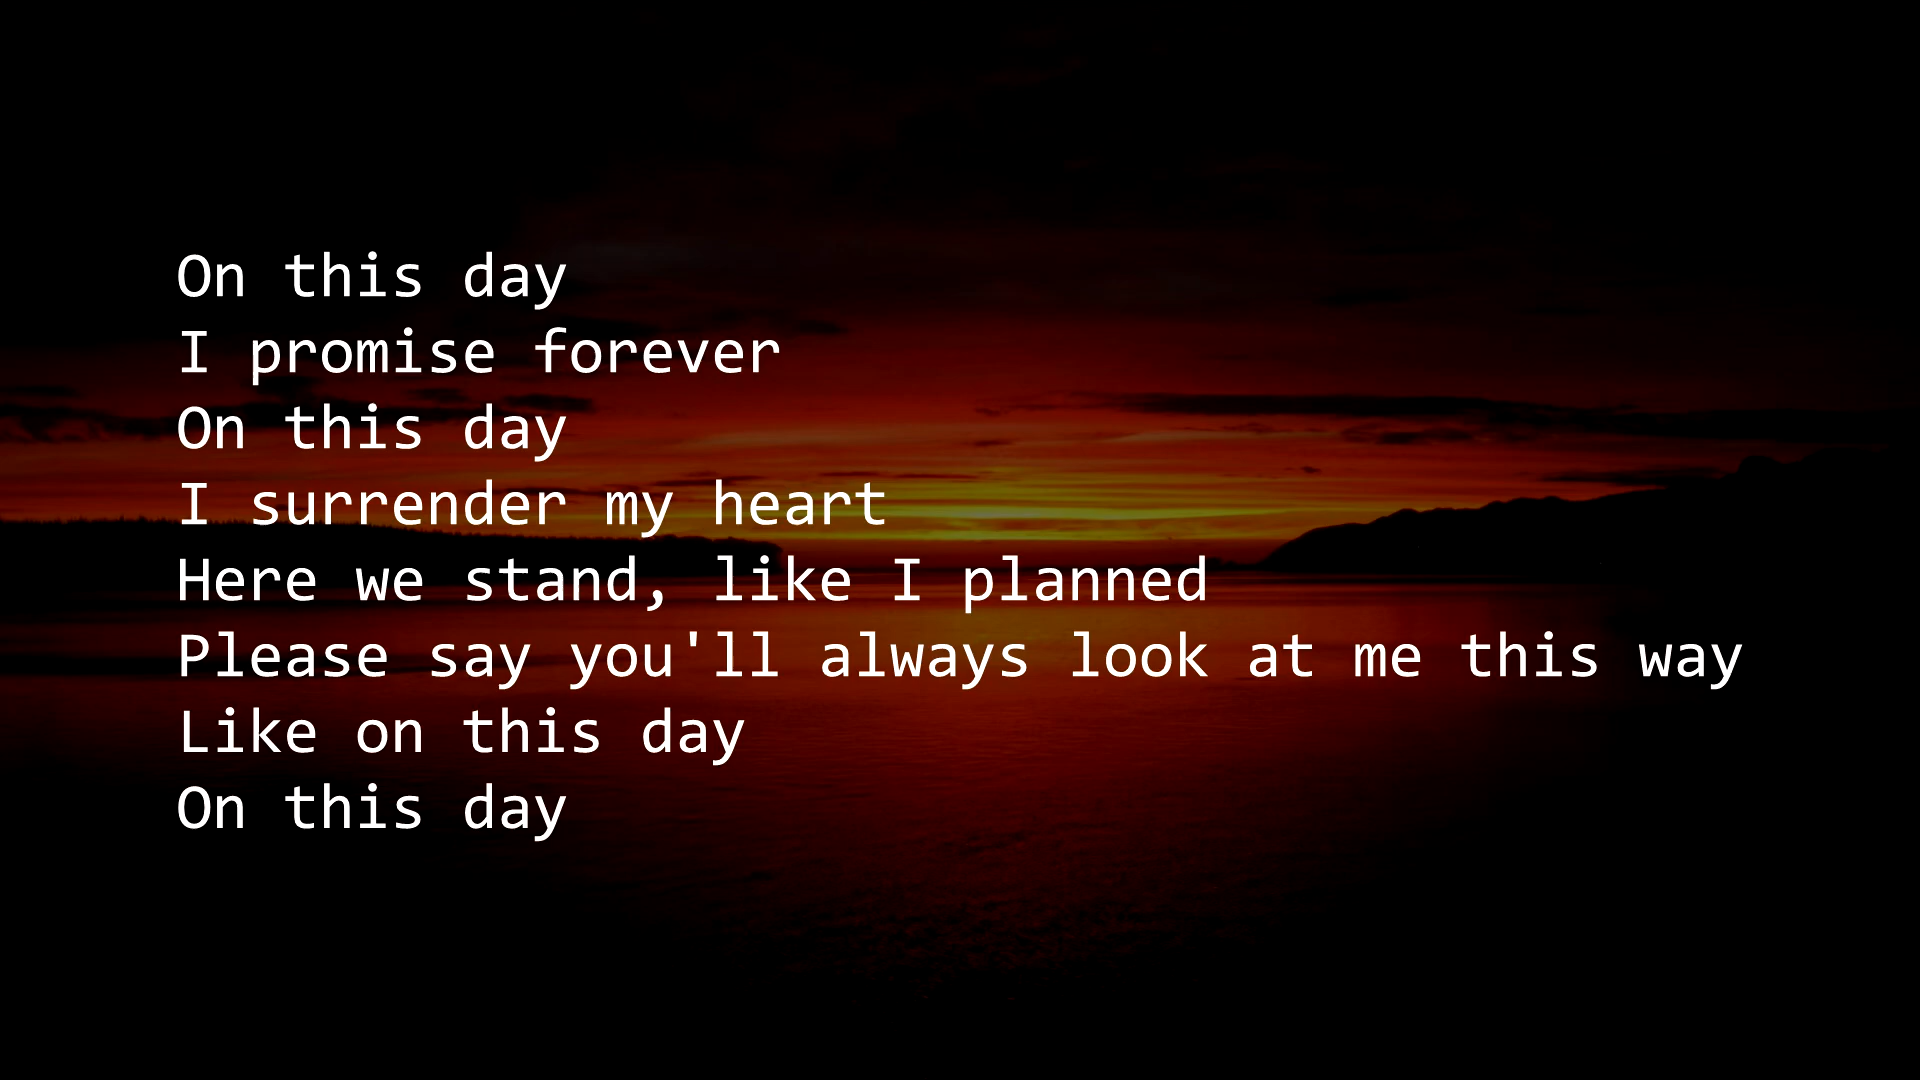 On this day
I promise forever
On this day
I surrender my heart
Here we stand, like I planned
Please say you'll always look at me this way
Like on this day
On this day